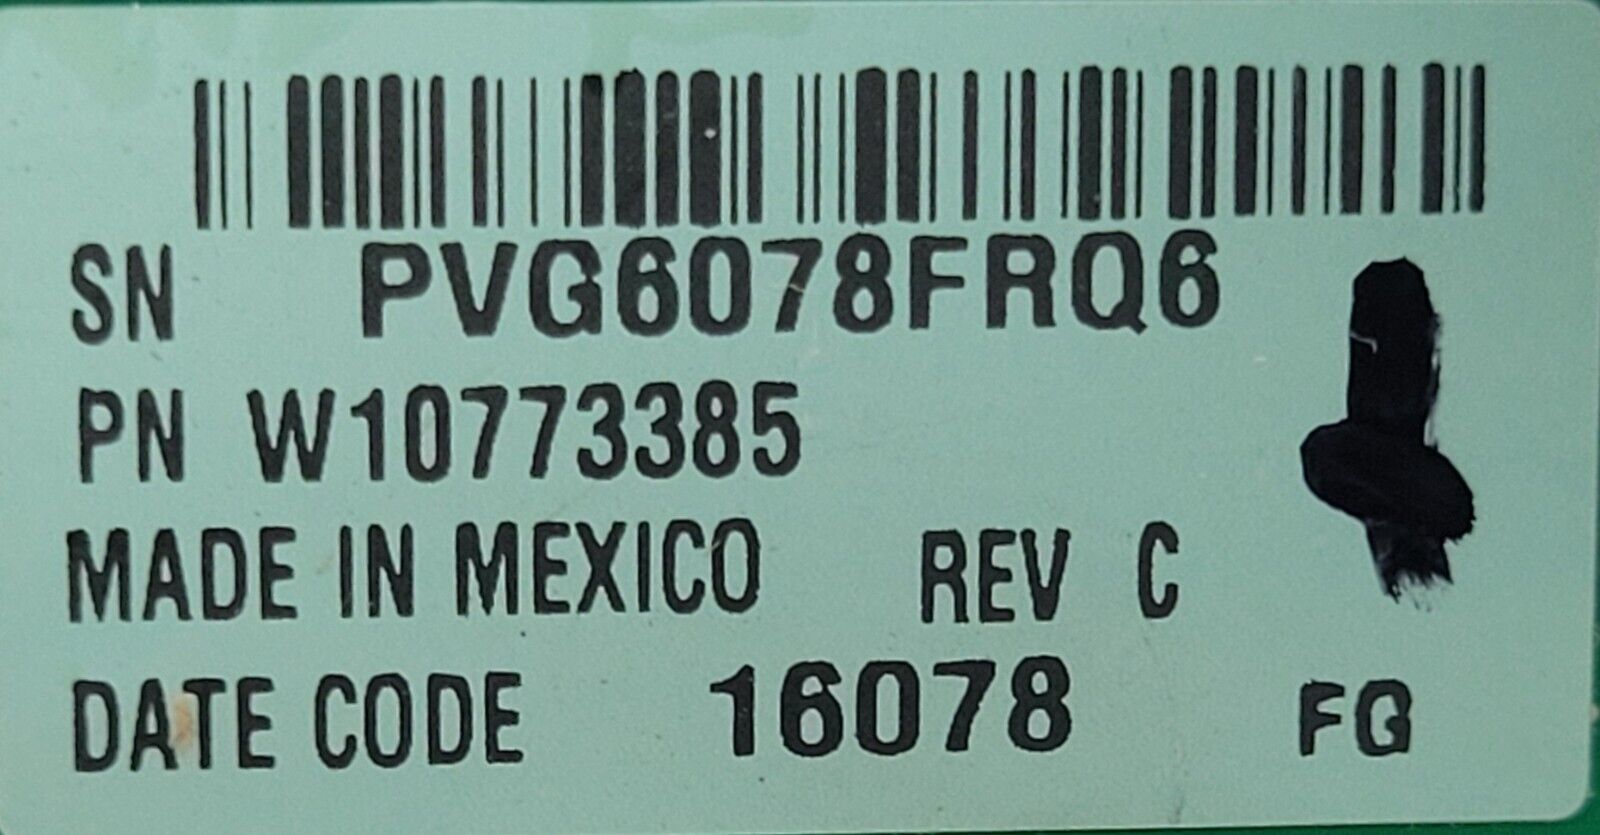 SN PVG6078FRQ6
PN W10773385
MADE IN MEXICO REV C
DATE CODE 16078 FG